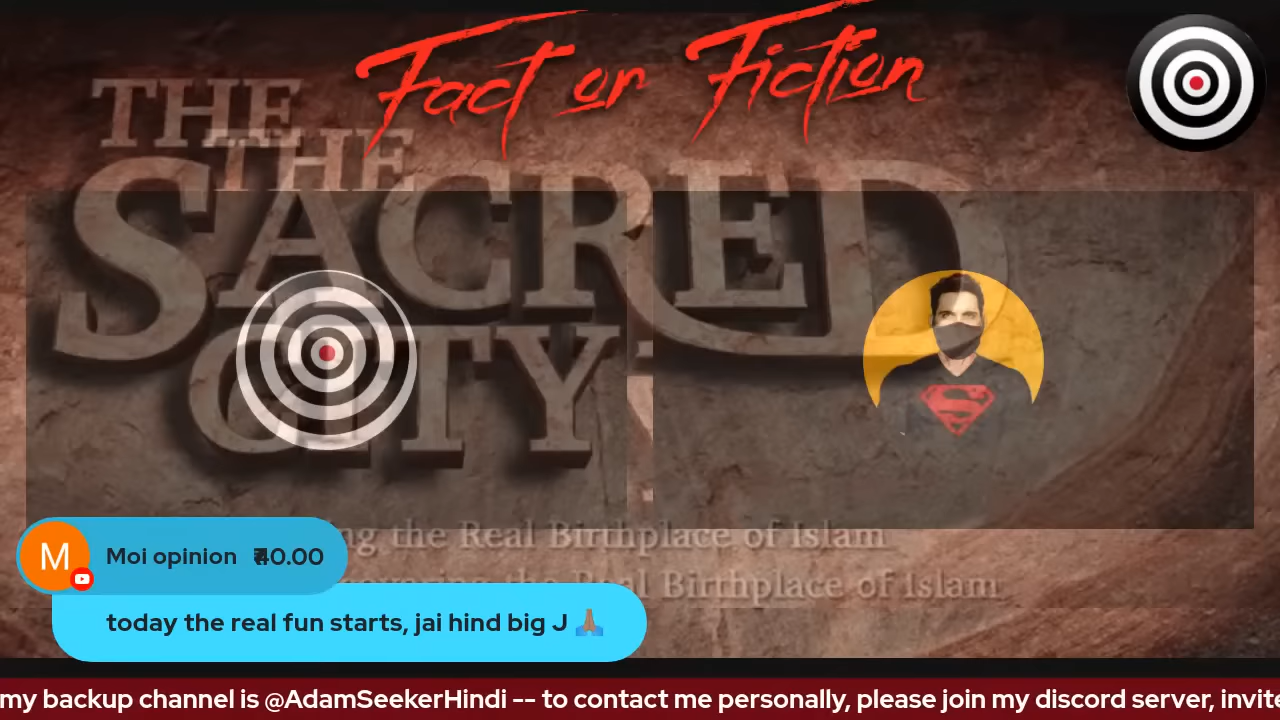 Fact or Fiction
THE
THE
SACRED
CITY
ng the Real Birthplace of Islam
the Real Birthplace of Islam
M
Moi opinion ₹40.00
today the real fun starts, jai hind big J 🙏🏽
my backup channel is @AdamSeekerHindi -- to contact me personally, please join my discord server, invite